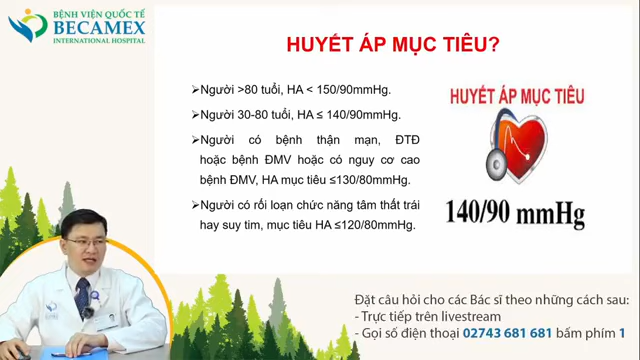 BỆNH VIỆN QUỐC TẾ
BECAMEX
INTERNATIONAL HOSPITAL
HUYẾT ÁP MỤC TIÊU?
➢Người >80 tuổi, HA < 150/90mmHg.
➢Người 30-80 tuổi, HA ≤ 140/90mmHg.
➢Người có bệnh thận mạn, ĐTĐ
hoặc bệnh ĐMV hoặc có nguy cơ cao
bệnh ĐMV, HA mục tiêu ≤130/80mmHg.
➢Người có rối loạn chức năng tâm thất trái
hay suy tim, mục tiêu HA ≤120/80mmHg.
HUYẾT ÁP MỤC TIÊU
140/90 mmHg
Đặt câu hỏi cho các Bác sĩ theo những cách sau:
- Trực tiếp trên livestream
- Gọi số điện thoại 02743 681 681 bấm phím 1